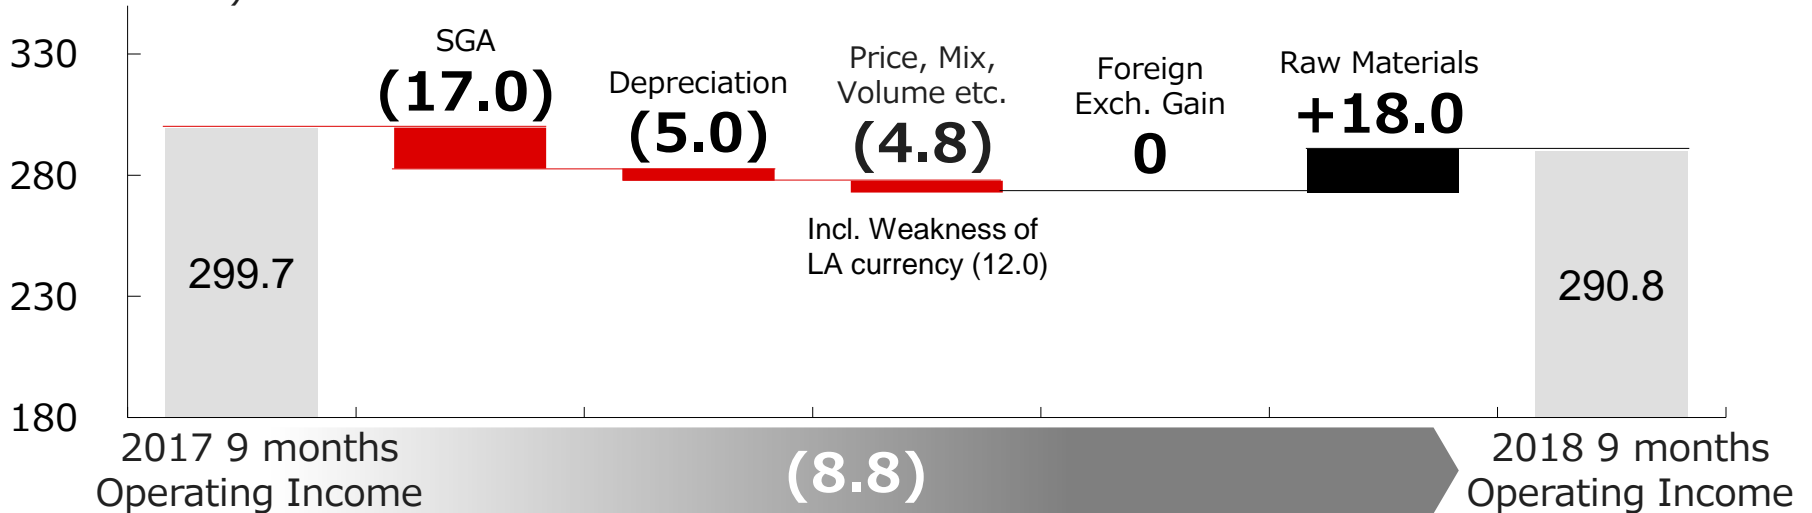 330
280
230
180
SGA
(17.0)
Depreciation
(5.0)
Price, Mix,
Volume etc.
(4.8)
Incl. Weakness of
LA currency (12.0)
Foreign
Exch. Gain
0
Raw Materials
+18.0
299.7
290.8
2017 9 months
Operating Income
(8.8)
2018 9 months
Operating Income